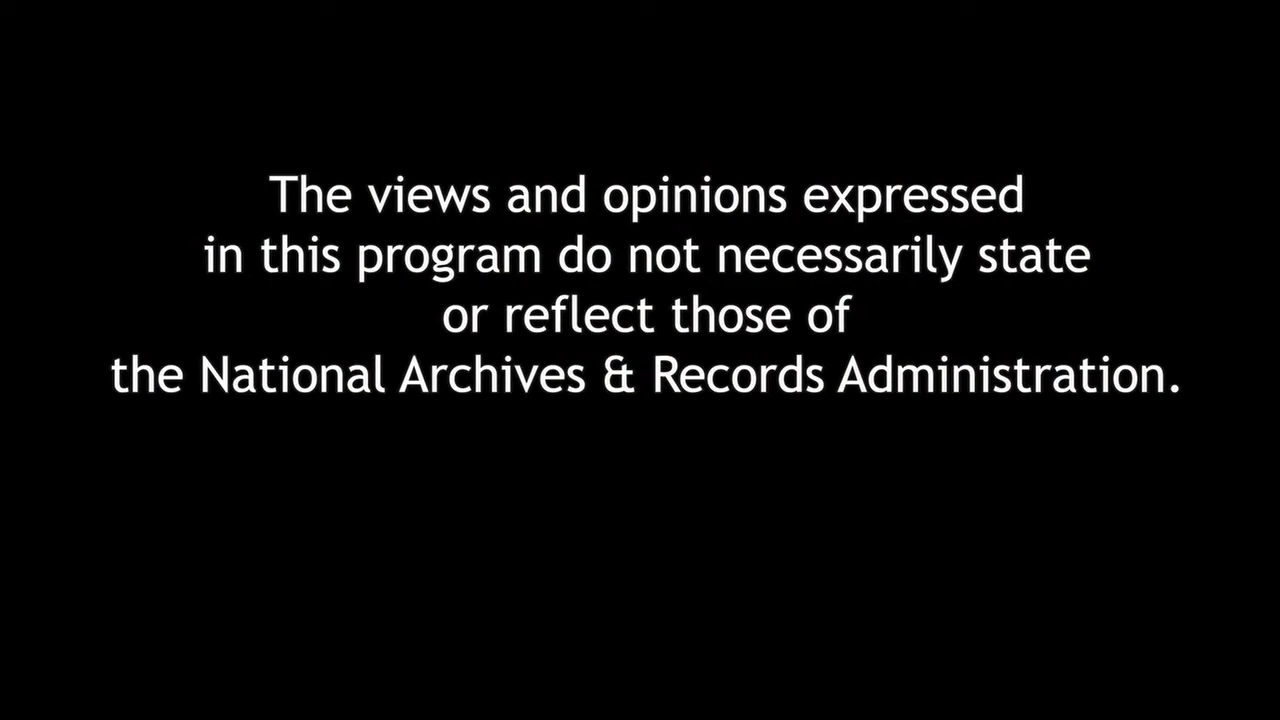 The views and opinions expressed
in this program do not necessarily state
or reflect those of
the National Archives & Records Administration.